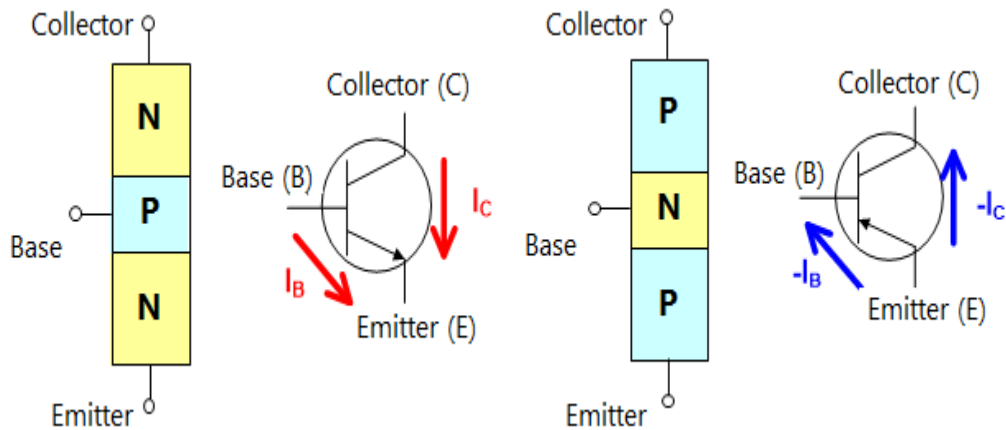 Collector
N
P
N
Base
Emitter
Collector (C)
Base (B)
I_C
I_B
Emitter (E)
Collector
P
N
P
Base
Emitter
Collector (C)
Base (B)
-I_C
-I_B
Emitter (E)